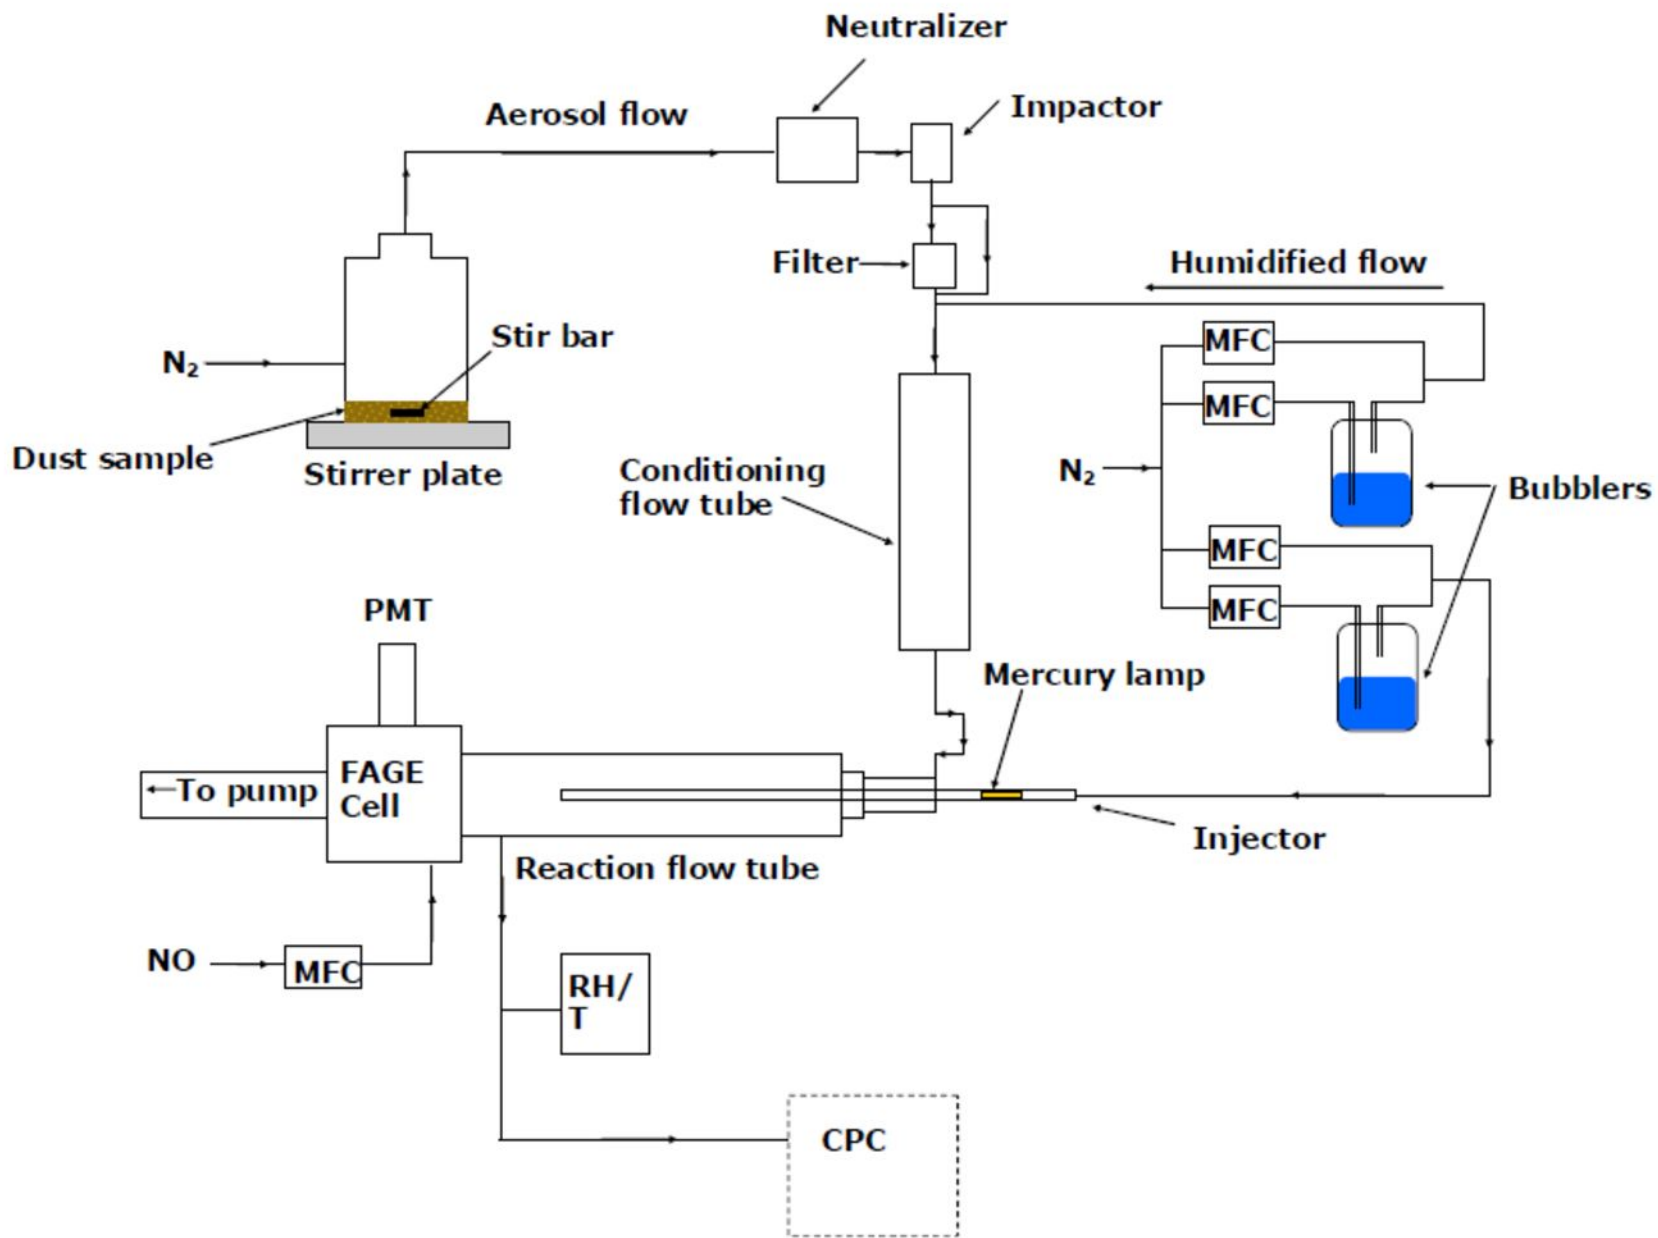 Neutralizer
Aerosol flow
Impactor
Filter
Humidified flow
N₂
Stir bar
MFC
MFC
Dust sample
Stirrer plate
Conditioning
flow tube
N₂
Bubblers
MFC
MFC
PMT
Mercury lamp
FAGE
Cell
To pump
Injector
Reaction flow tube
NO
MFC
RH/
T
CPC